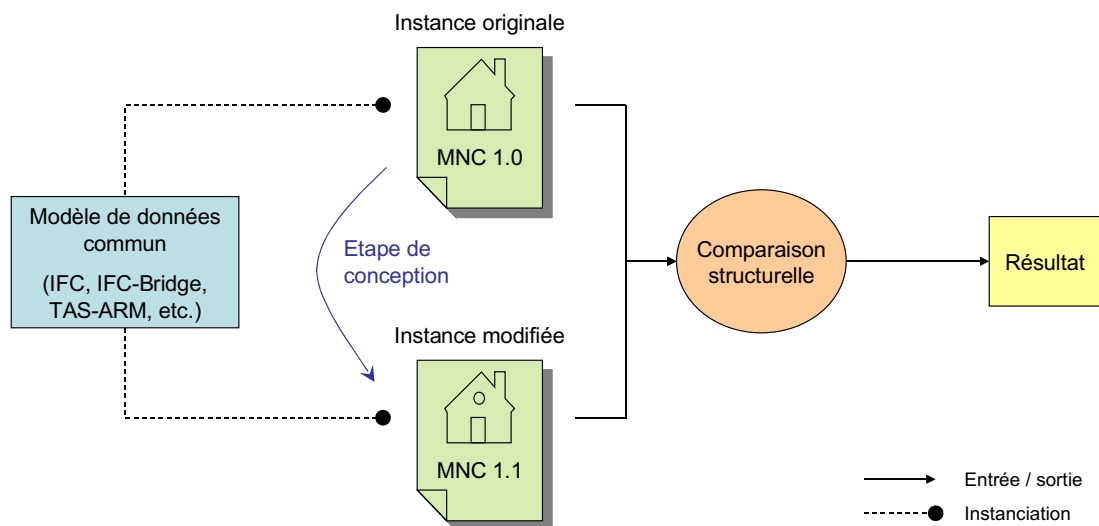 Instance originale
MNC 1.0
Modèle de données
commun
(IFC, IFC-Bridge,
TAS-ARM, etc.)
Etape de
conception
Comparaison
structurelle
Résultat
Instance modifiée
MNC 1.1
Entrée / sortie
Instanciation